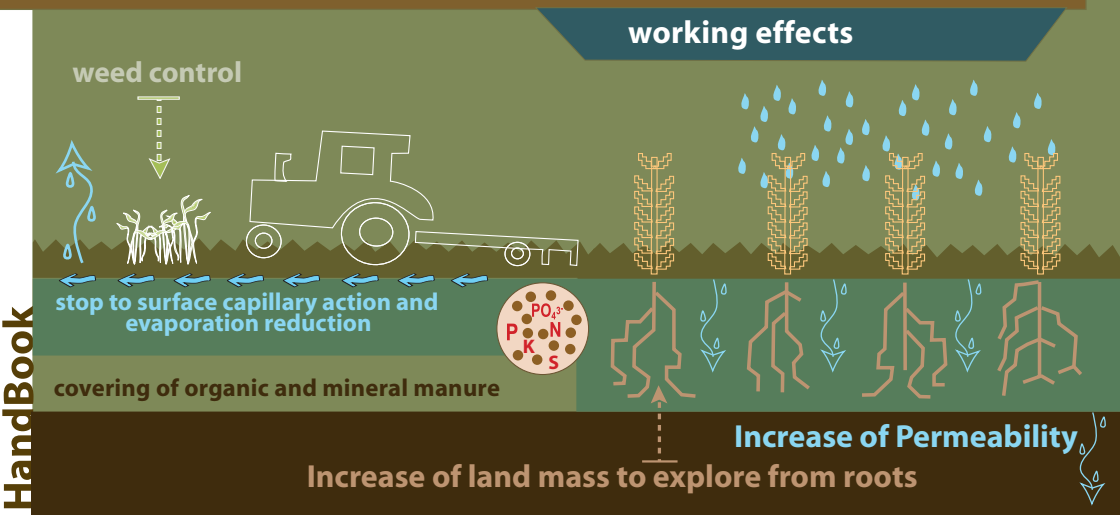 working effects
weed control
stop to surface capillary action and
evaporation reduction
PO₄³⁻
P
N
K
S
covering of organic and mineral manure
Increase of Permeability
Increase of land mass to explore from roots
HandBook